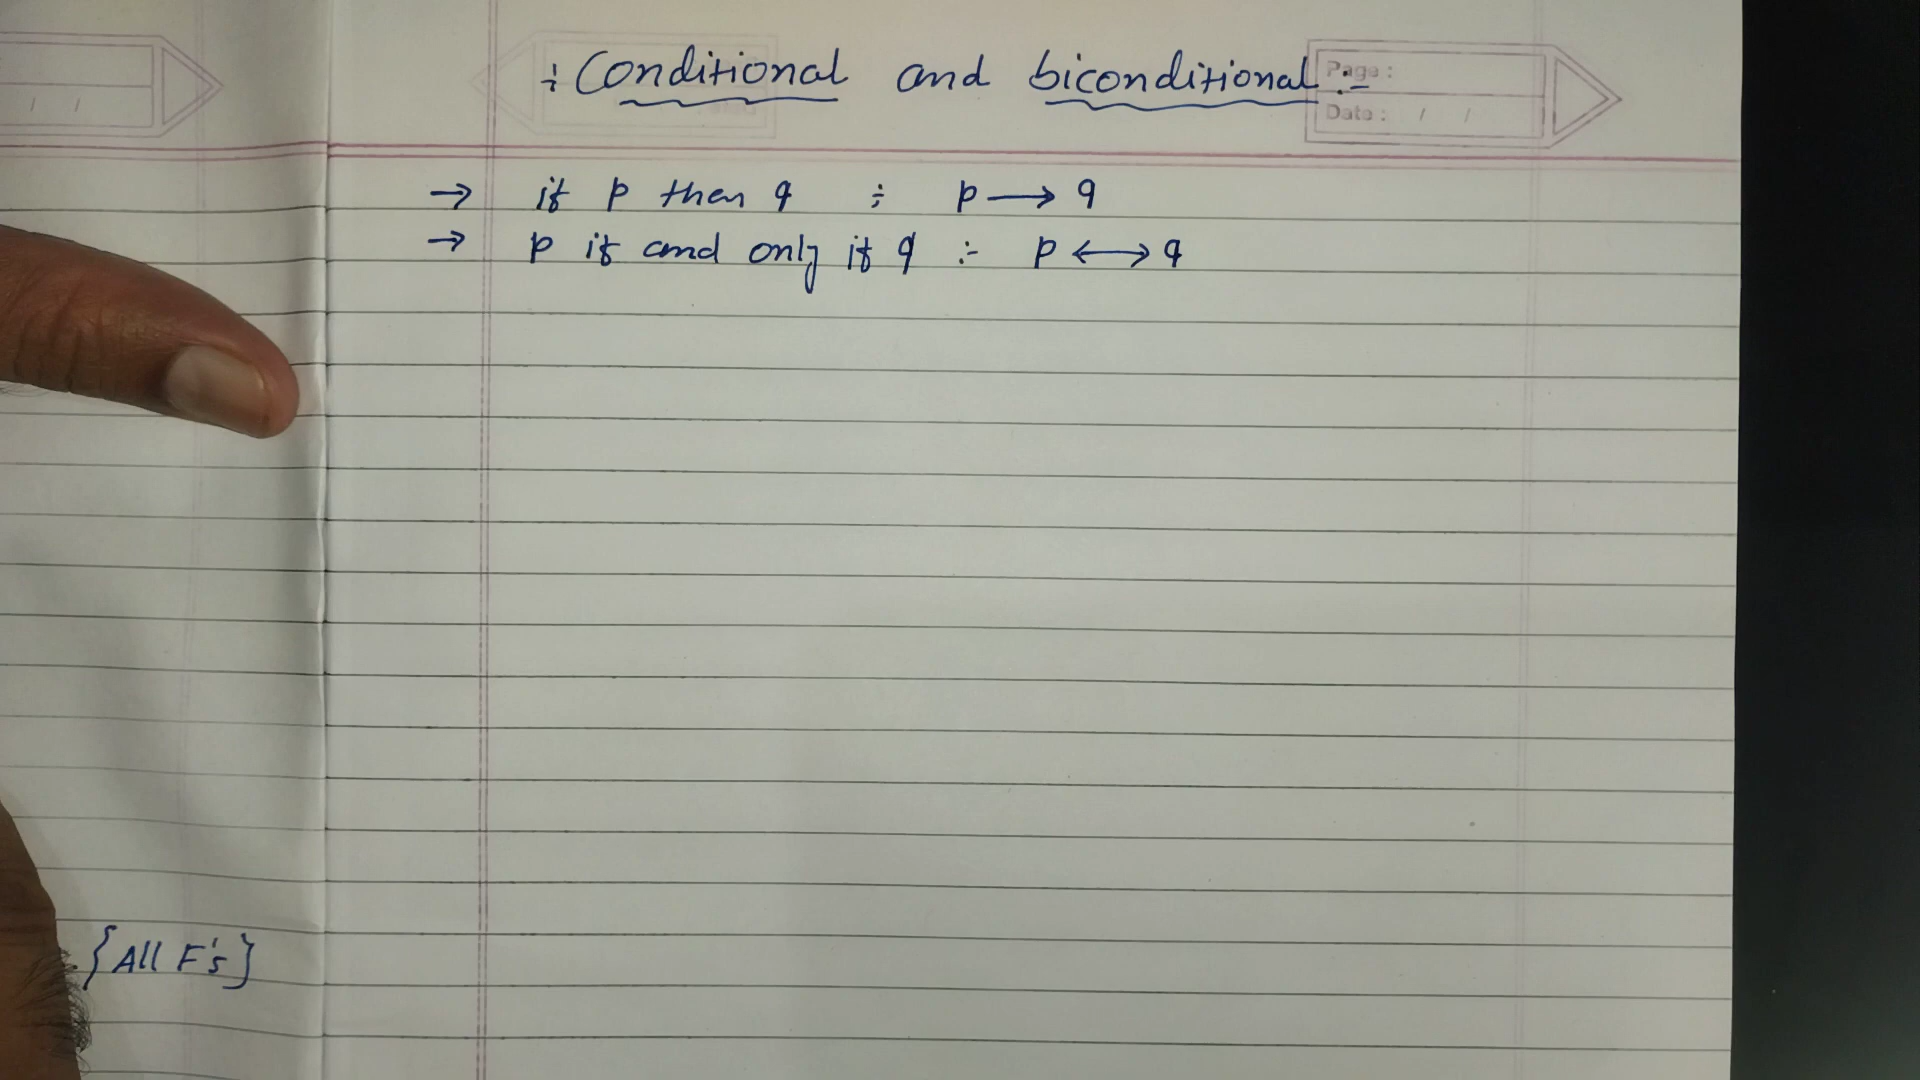 :- Conditional and biconditional :-
Page :
Date : / /
→ if p then q :- p → q
→ p if and only if q :- p ↔ q
{All F's}